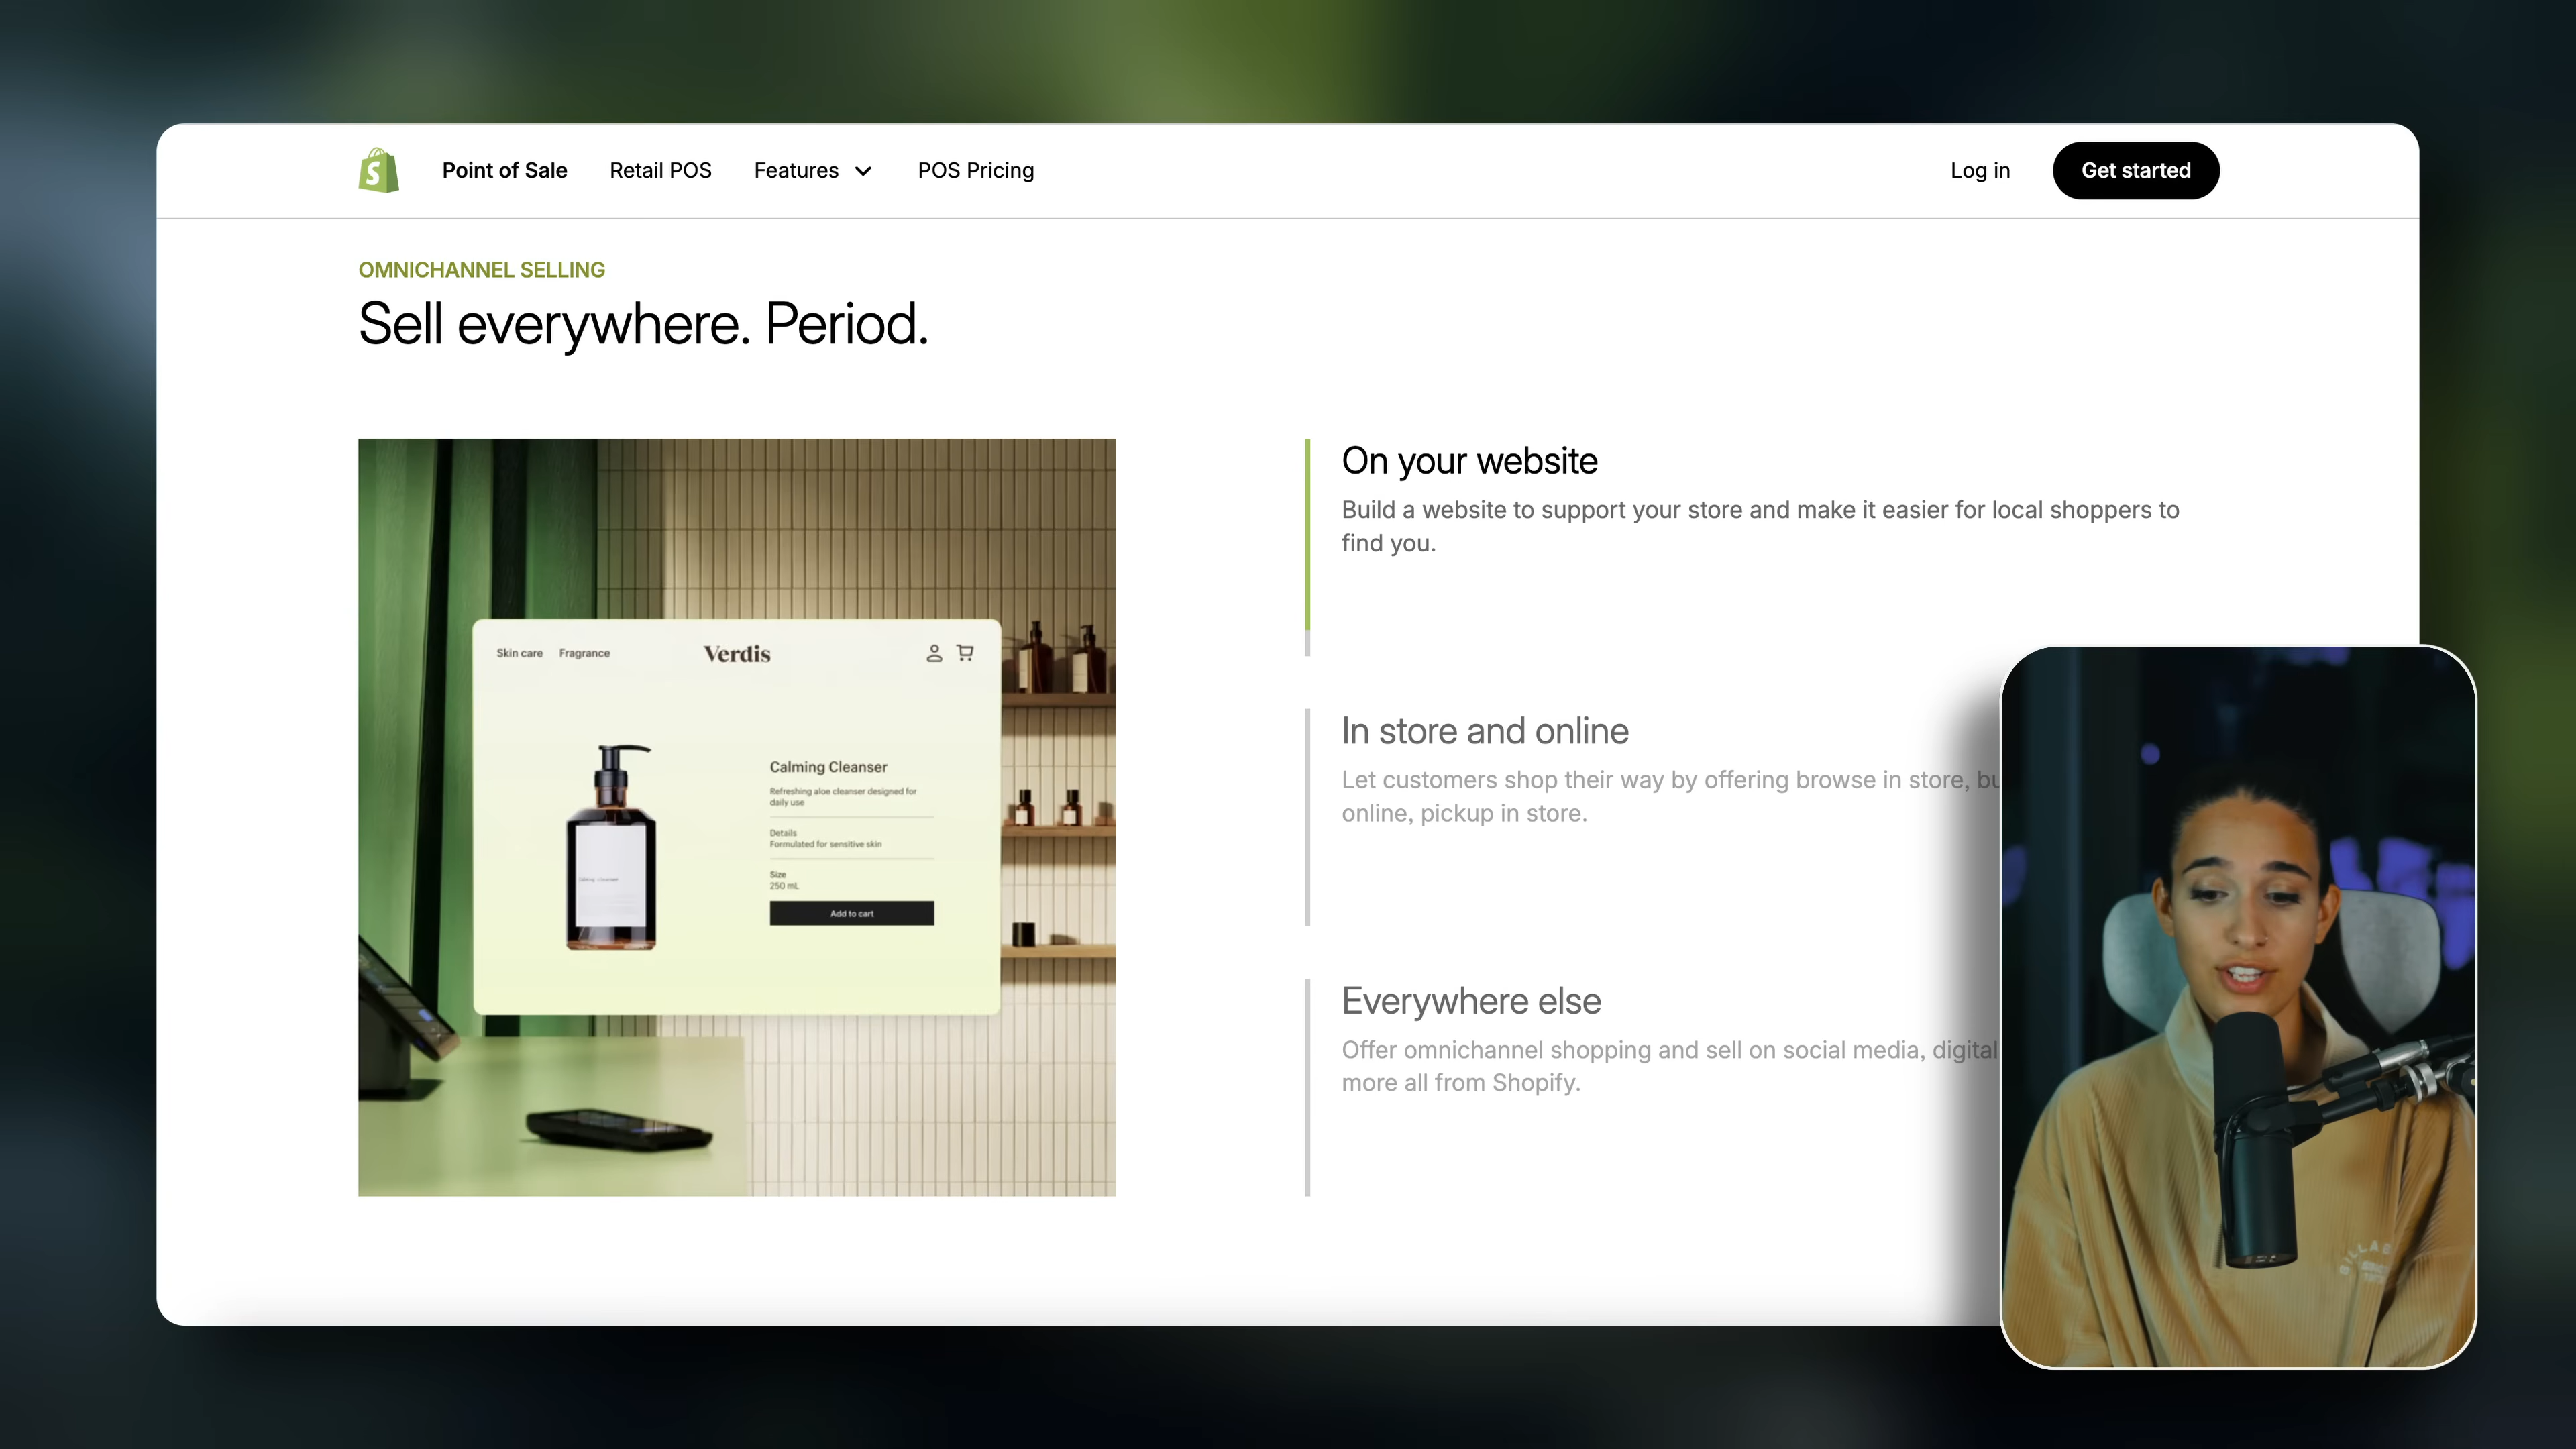 Point of Sale Retail POS Features POS Pricing Log in Get started
OMNICHANNEL SELLING
Sell everywhere. Period.
On your website
Build a website to support your store and make it easier for local shoppers to
find you.
Skin care Fragrance Verdis
Calming Cleanser
Refreshing aloe cleanser designed for
daily use
Details
Formulated for sensitive skin
Size
250 mL
Add to cart
In store and online
Let customers shop their way by offering browse in store,
online, pickup in store.
Everywhere else
Offer omnichannel shopping and sell on social media, digital
more all from Shopify.